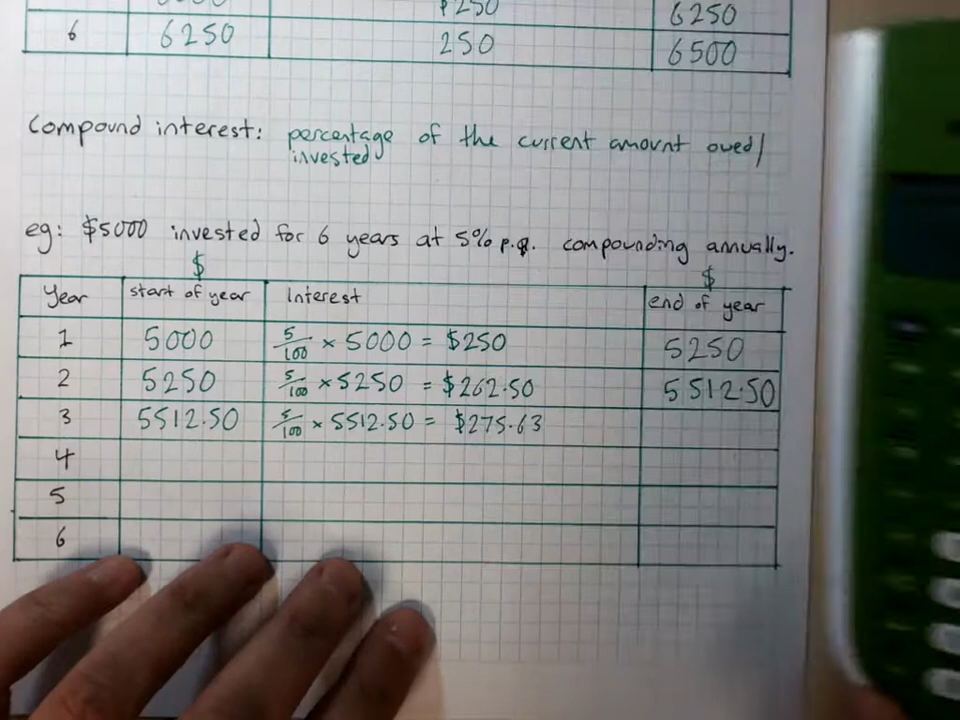 $250 6250
6 6250 250 6500
Compound interest: percentage of the current amount owed/
invested
eg: $5000 invested for 6 years at 5% p.a. compounding annually.
$ $
Year start of year Interest end of year
1 5000 5/100 × 5000 = $250 5250
2 5250 5/100 × 5250 = $262.50 5512.50
3 5512.50 5/100 × 5512.50 = $275.63
4
5
6